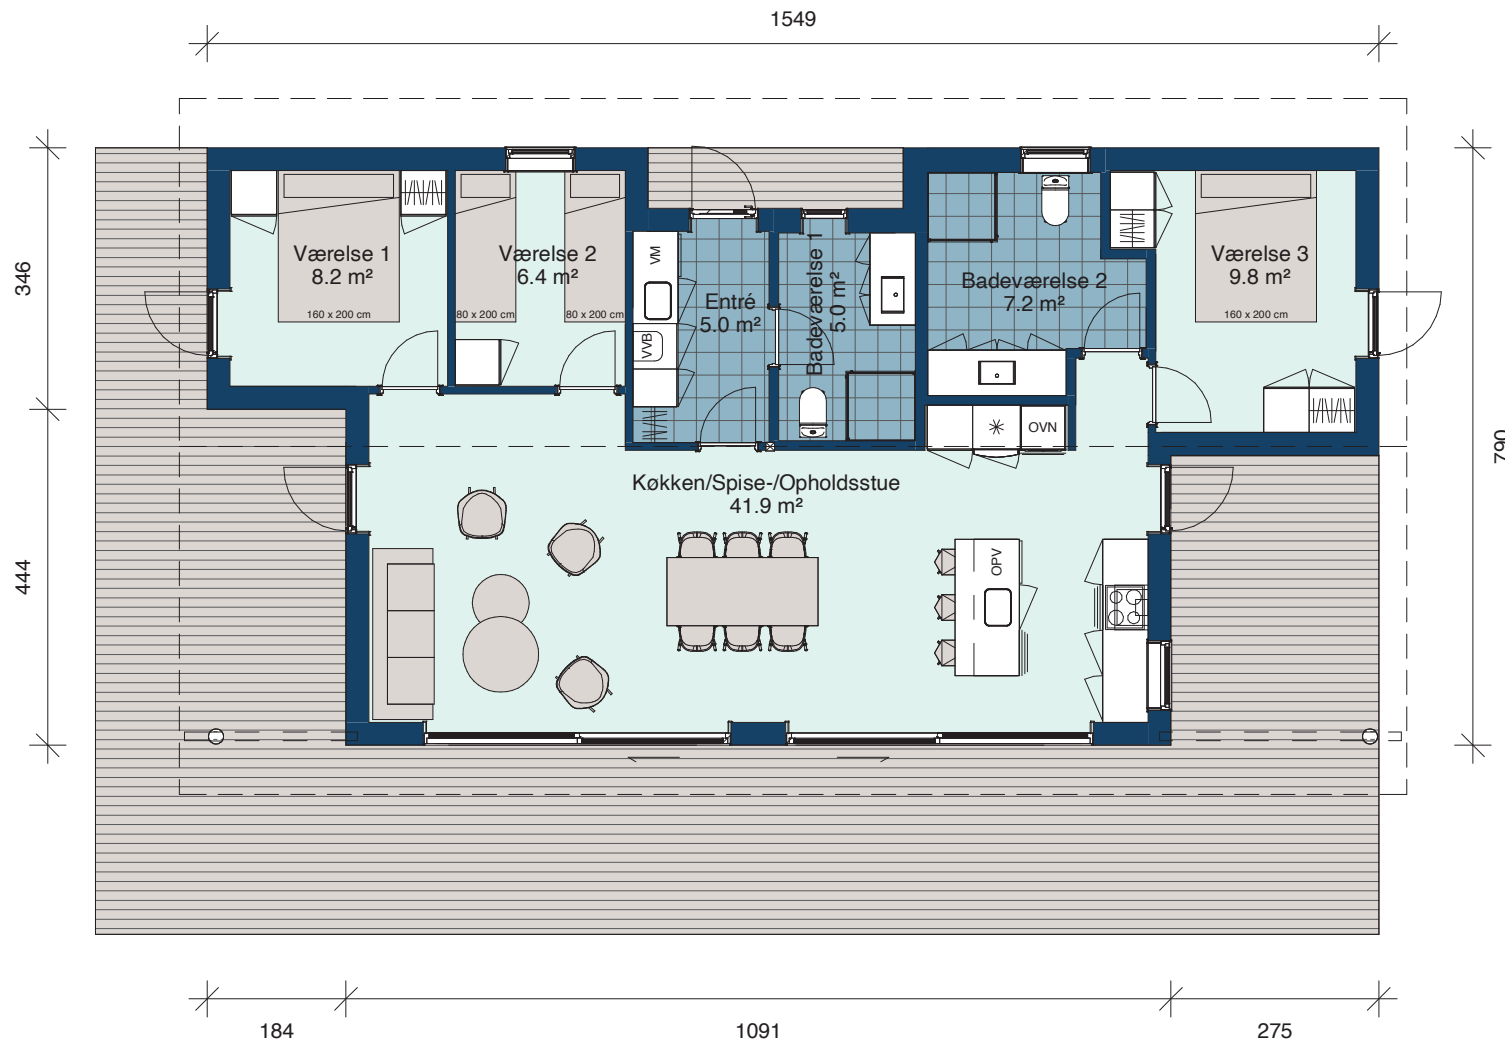 1549
346
444
790
Værelse 1
8.2 m²
160 x 200 cm
Værelse 2
6.4 m²
80 x 200 cm
80 x 200 cm
VM
VVB
Entré
5.0 m²
Badeværelse 1
5.0 m²
Badeværelse 2
7.2 m²
Værelse 3
9.8 m²
160 x 200 cm
OVN
Køkken/Spise-/Opholdsstue
41.9 m²
OPV
184
1091
275